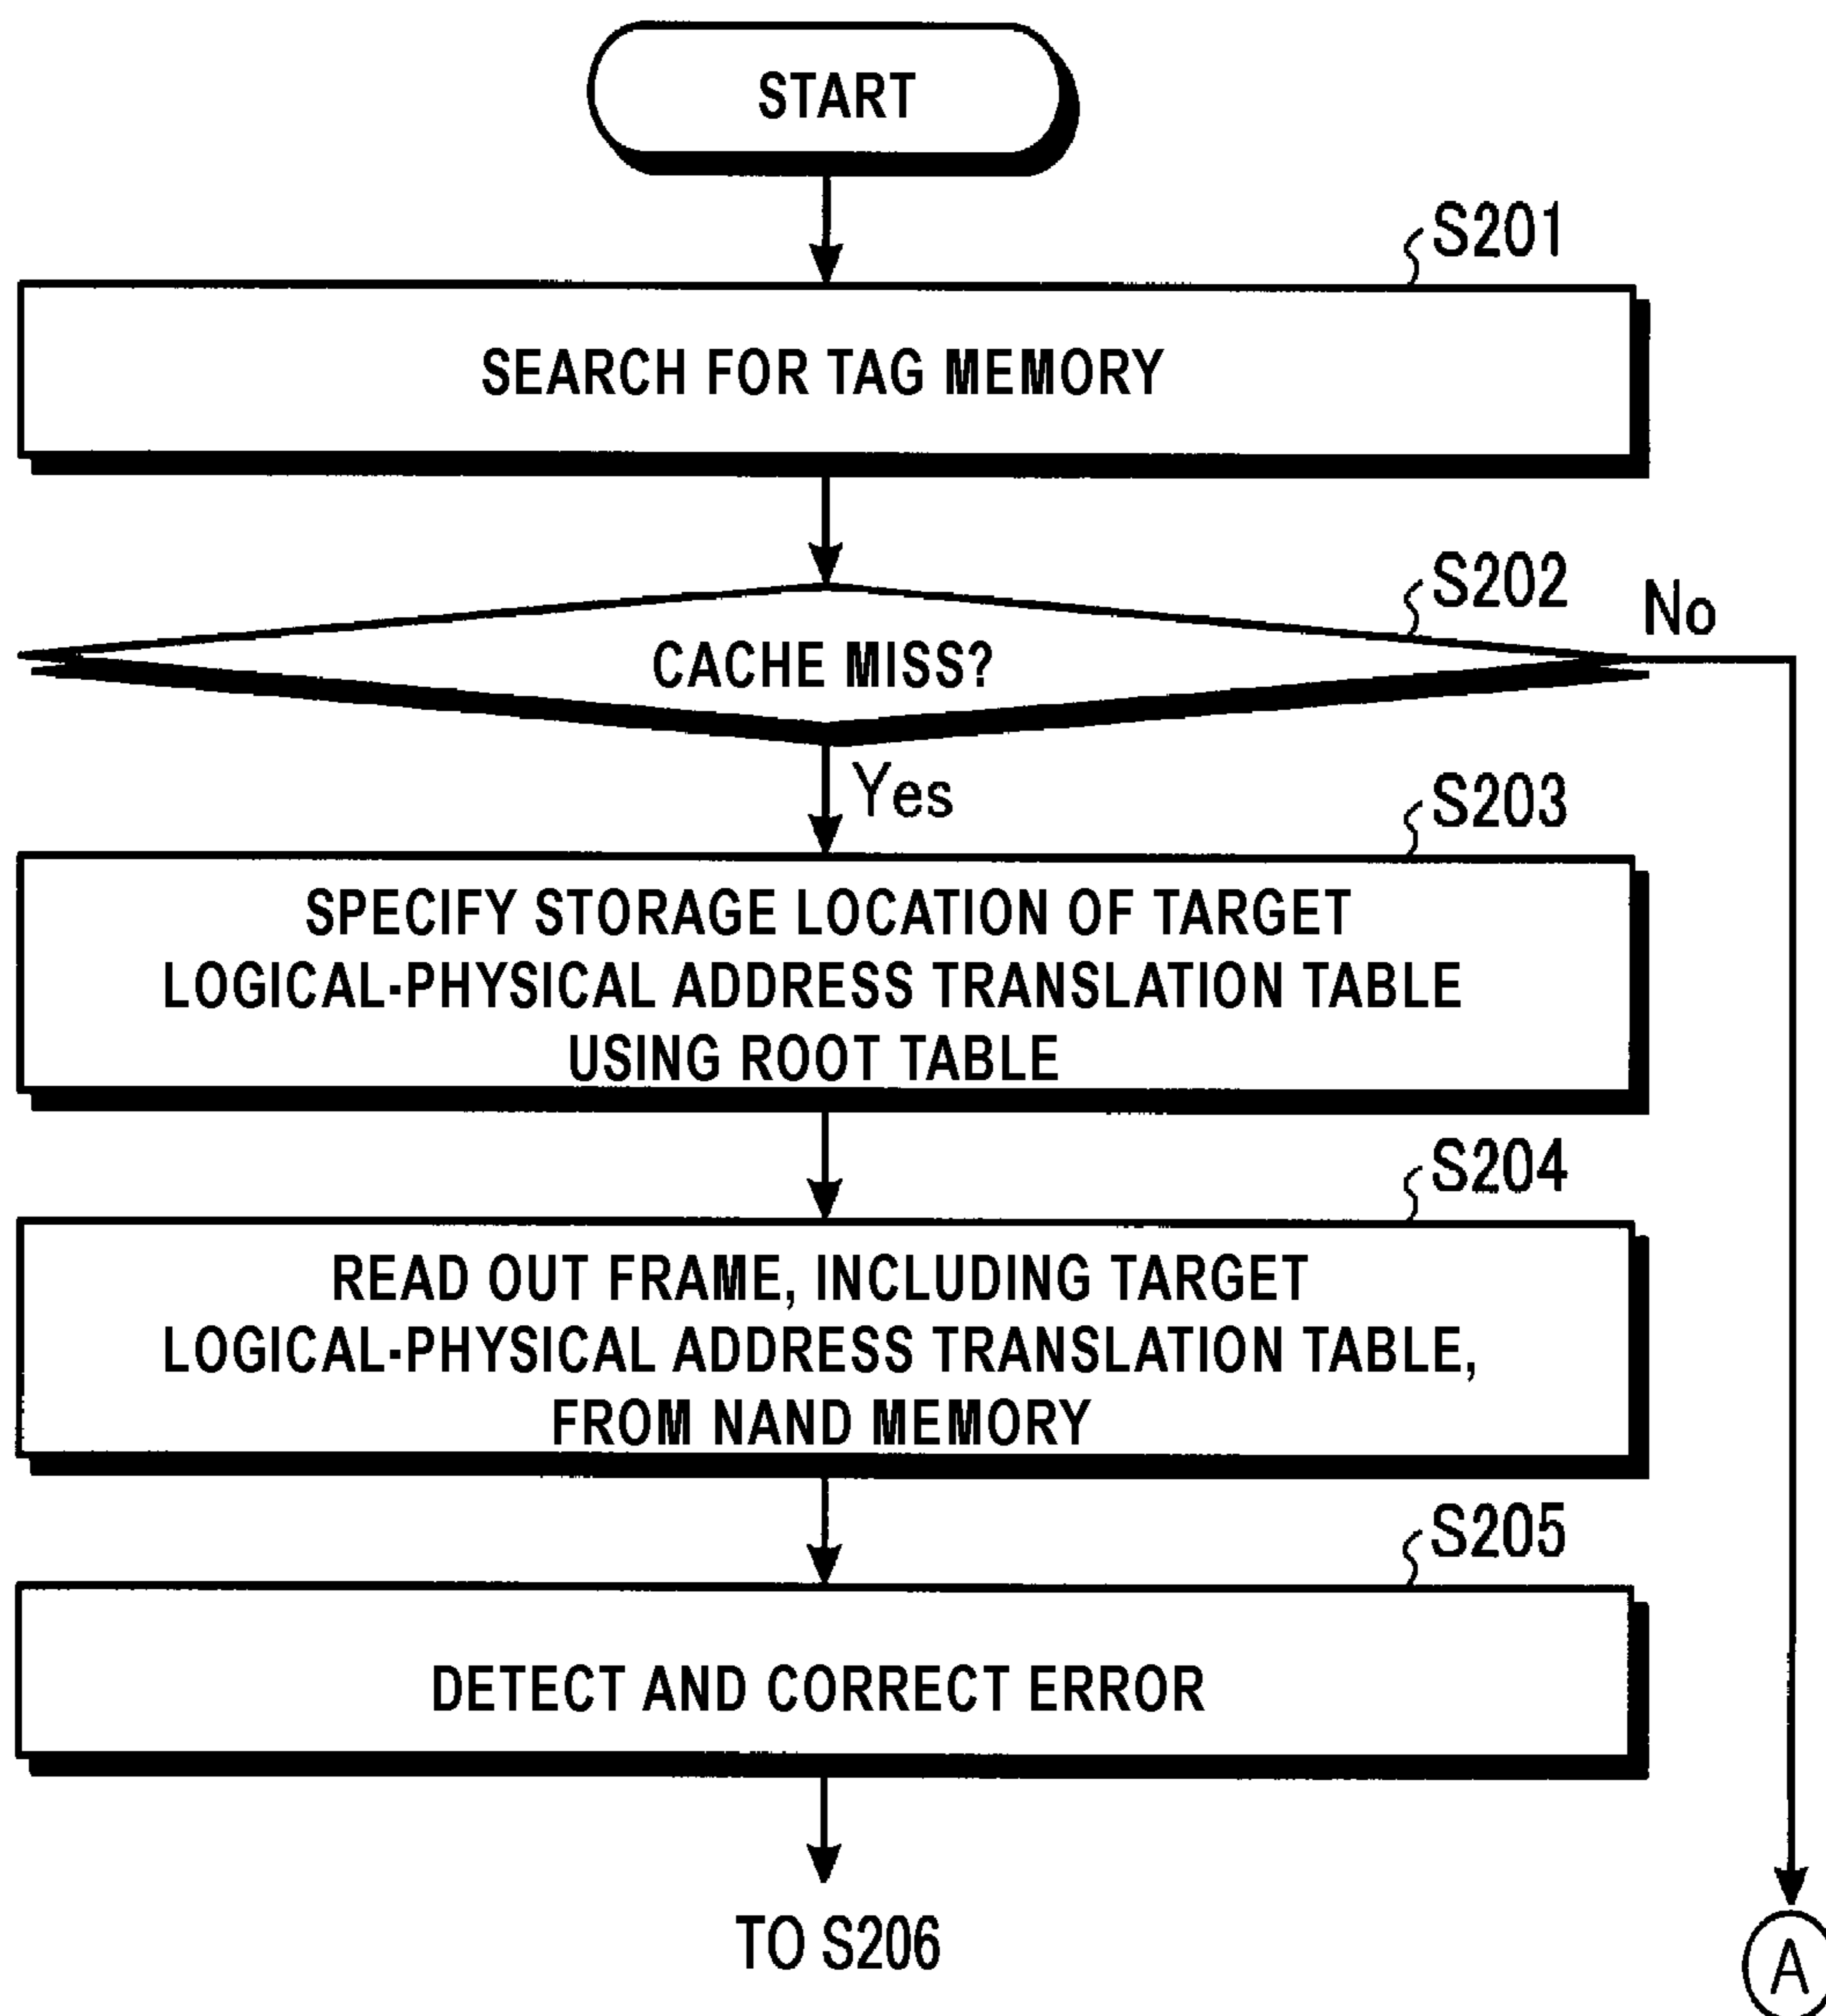 START
S201
SEARCH FOR TAG MEMORY
S202
No
CACHE MISS?
Yes
S203
SPECIFY STORAGE LOCATION OF TARGET
LOGICAL-PHYSICAL ADDRESS TRANSLATION TABLE
USING ROOT TABLE
S204
READ OUT FRAME, INCLUDING TARGET
LOGICAL-PHYSICAL ADDRESS TRANSLATION TABLE,
FROM NAND MEMORY
S205
DETECT AND CORRECT ERROR
TO S206
A